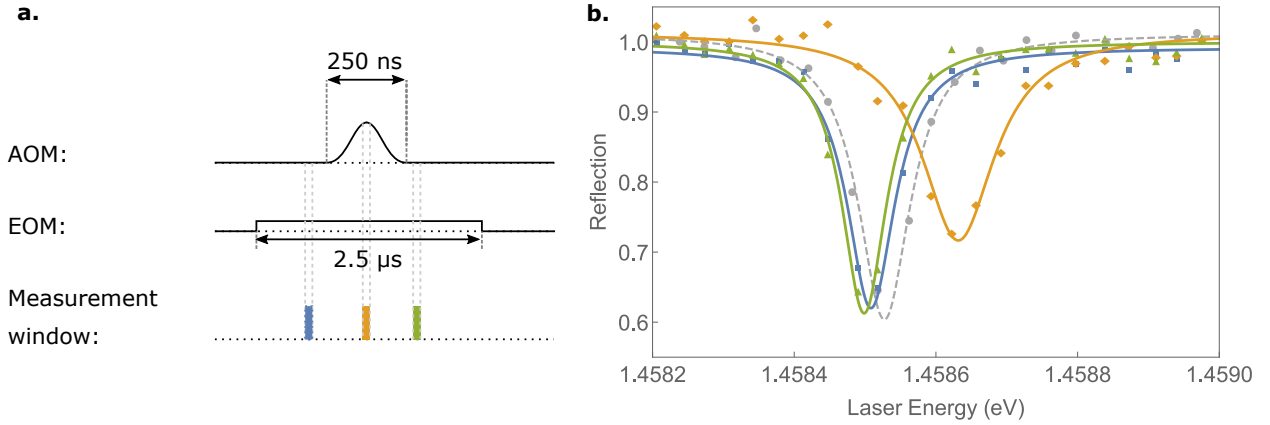 a.
250 ns
AOM:
EOM:
2.5 µs
Measurement
window:
b.
1.0
0.9
0.8
0.7
0.6
Reflection
1.4582
1.4584
1.4586
1.4588
1.4590
Laser Energy (eV)